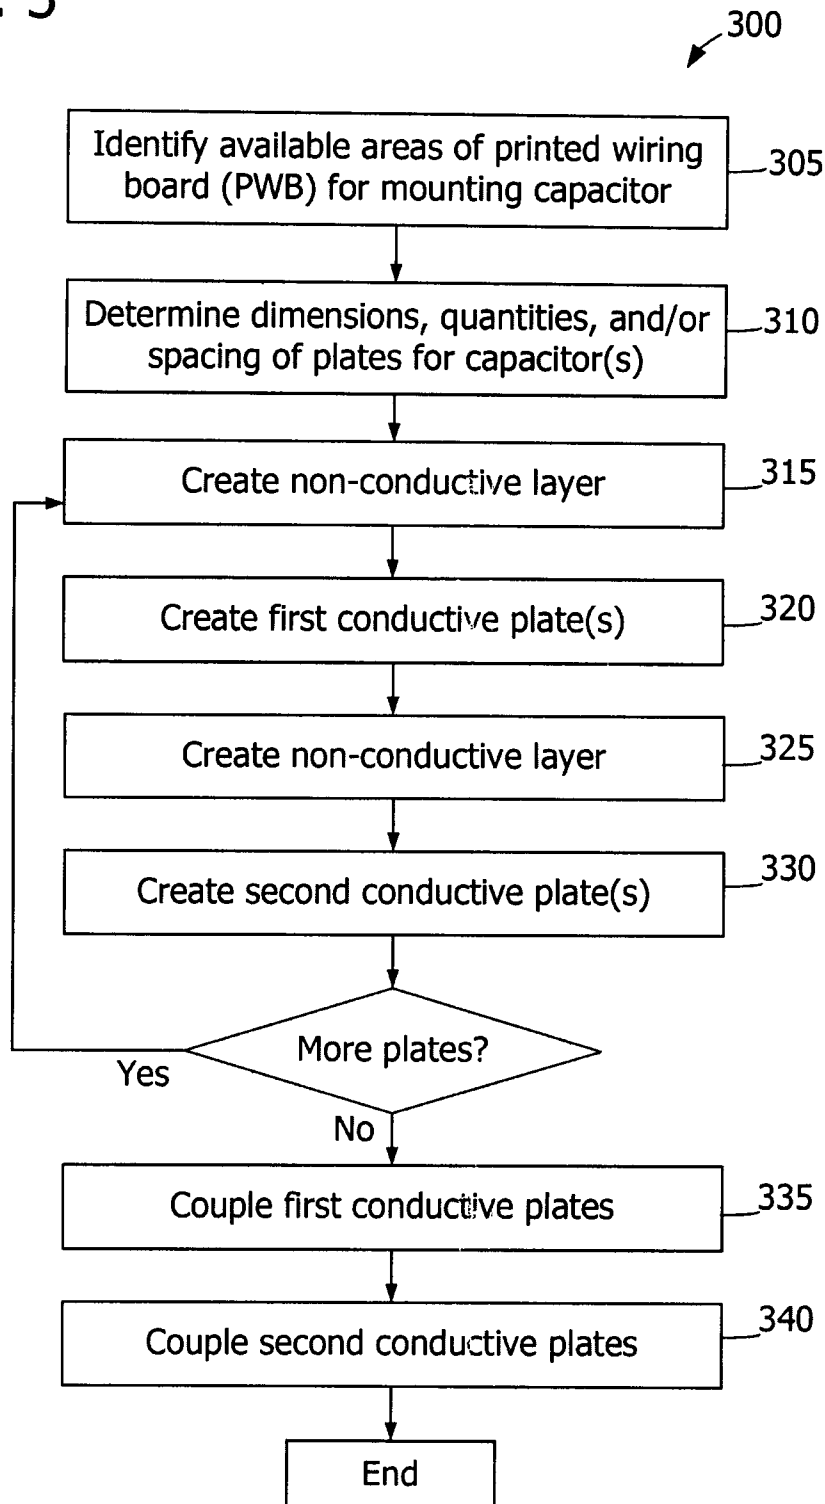 300
Identify available areas of printed wiring
board (PWB) for mounting capacitor
305
Determine dimensions, quantities, and/or
spacing of plates for capacitor(s)
310
Create non-conductive layer
315
Create first conductive plate(s)
320
Create non-conductive layer
325
Create second conductive plate(s)
330
More plates?
Yes
No
Couple first conductive plates
335
Couple second conductive plates
340
End